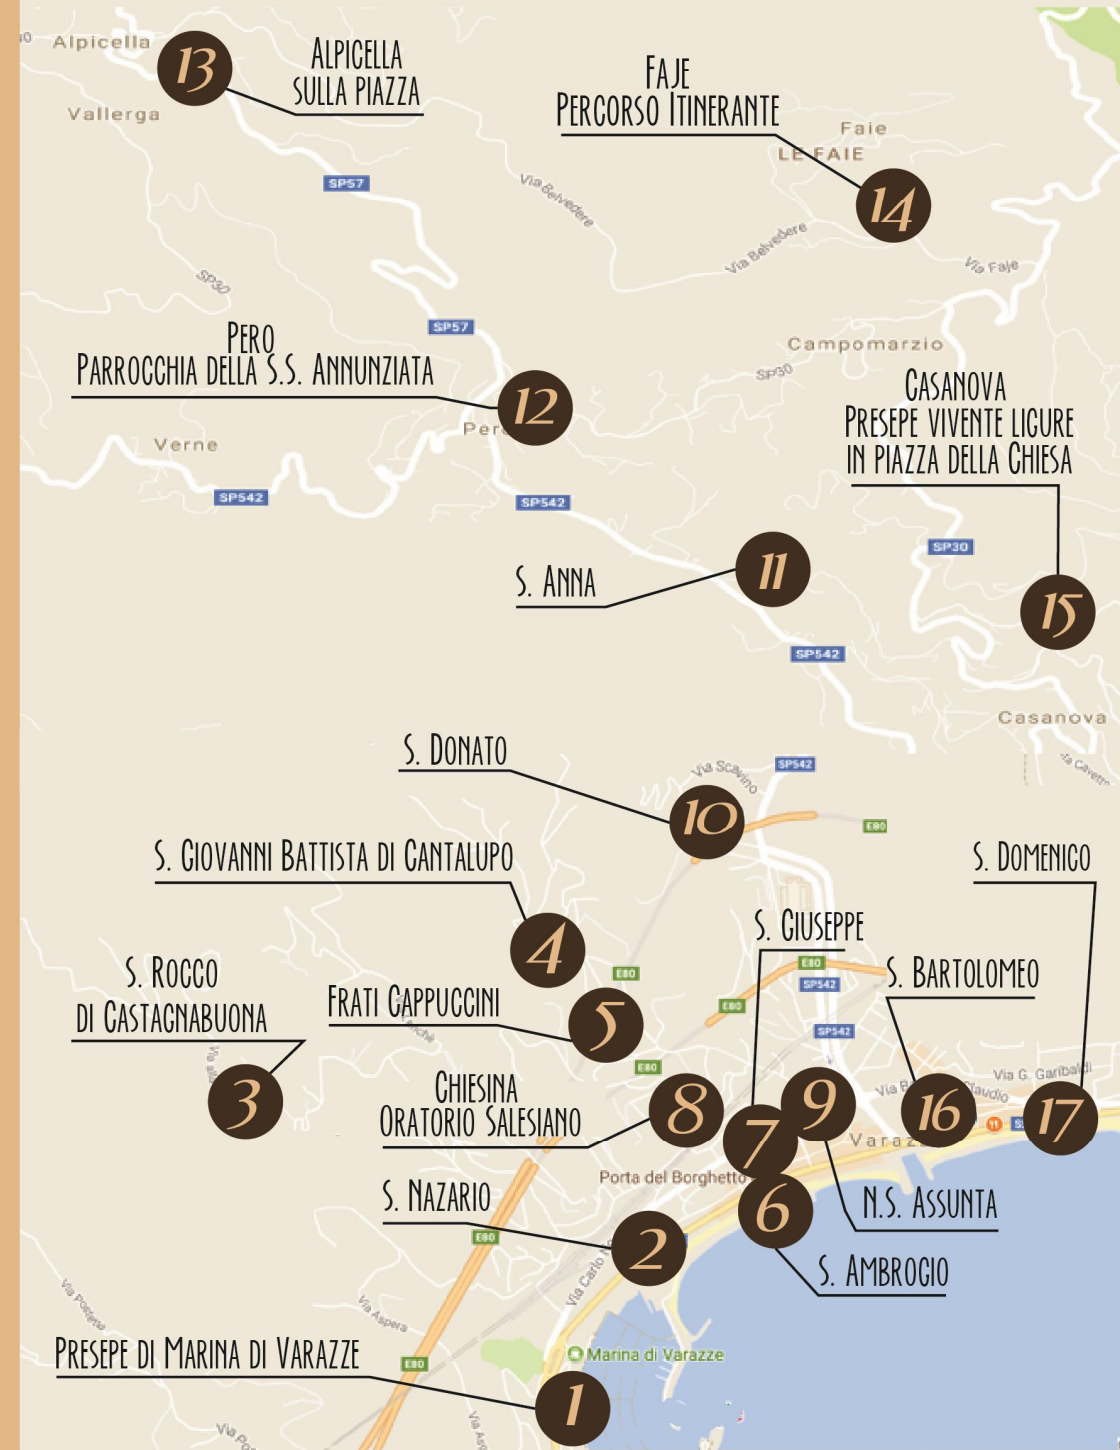 Alpicella
13
ALPICELLA
SULLA PIAZZA
Vallerga
FAJE
PERCORSO ITINERANTE
Faie
LE FAIE
14
SP57
Via Belvedere
Via Belvedere
Via Faje
SP30
SP57
PERO
PARROCCHIA DELLA S.S. ANNUNZIATA
12
Campomarzio
SP30
CASANOVA
PRESEPE VIVENTE LIGURE
IN PIAZZA DELLA CHIESA
Verne
SP542
SP542
SP30
S. ANNA
11
15
SP542
Casanova
S. DONATO
Via Scavino
SP542
10
E80
S. GIOVANNI BATTISTA DI CANTALUPO
S. DOMENICO
4
S. GIUSEPPE
E80
E80
S. ROCCO
DI CASTAGNABUONA
FRATI CAPPUCCINI
5
SP542
S. BARTOLOMEO
E80
SP542
3
E80
CHIESINA
ORATORIO SALESIANO
8
7
9
Via G. Garibaldi
16
17
Porta del Borghetto
S. NAZARIO
6
N.S. ASSUNTA
E80
2
S. AMBROGIO
Via Aspera
PRESEPE DI MARINA DI VARAZZE
E80
Marina di Varazze
1